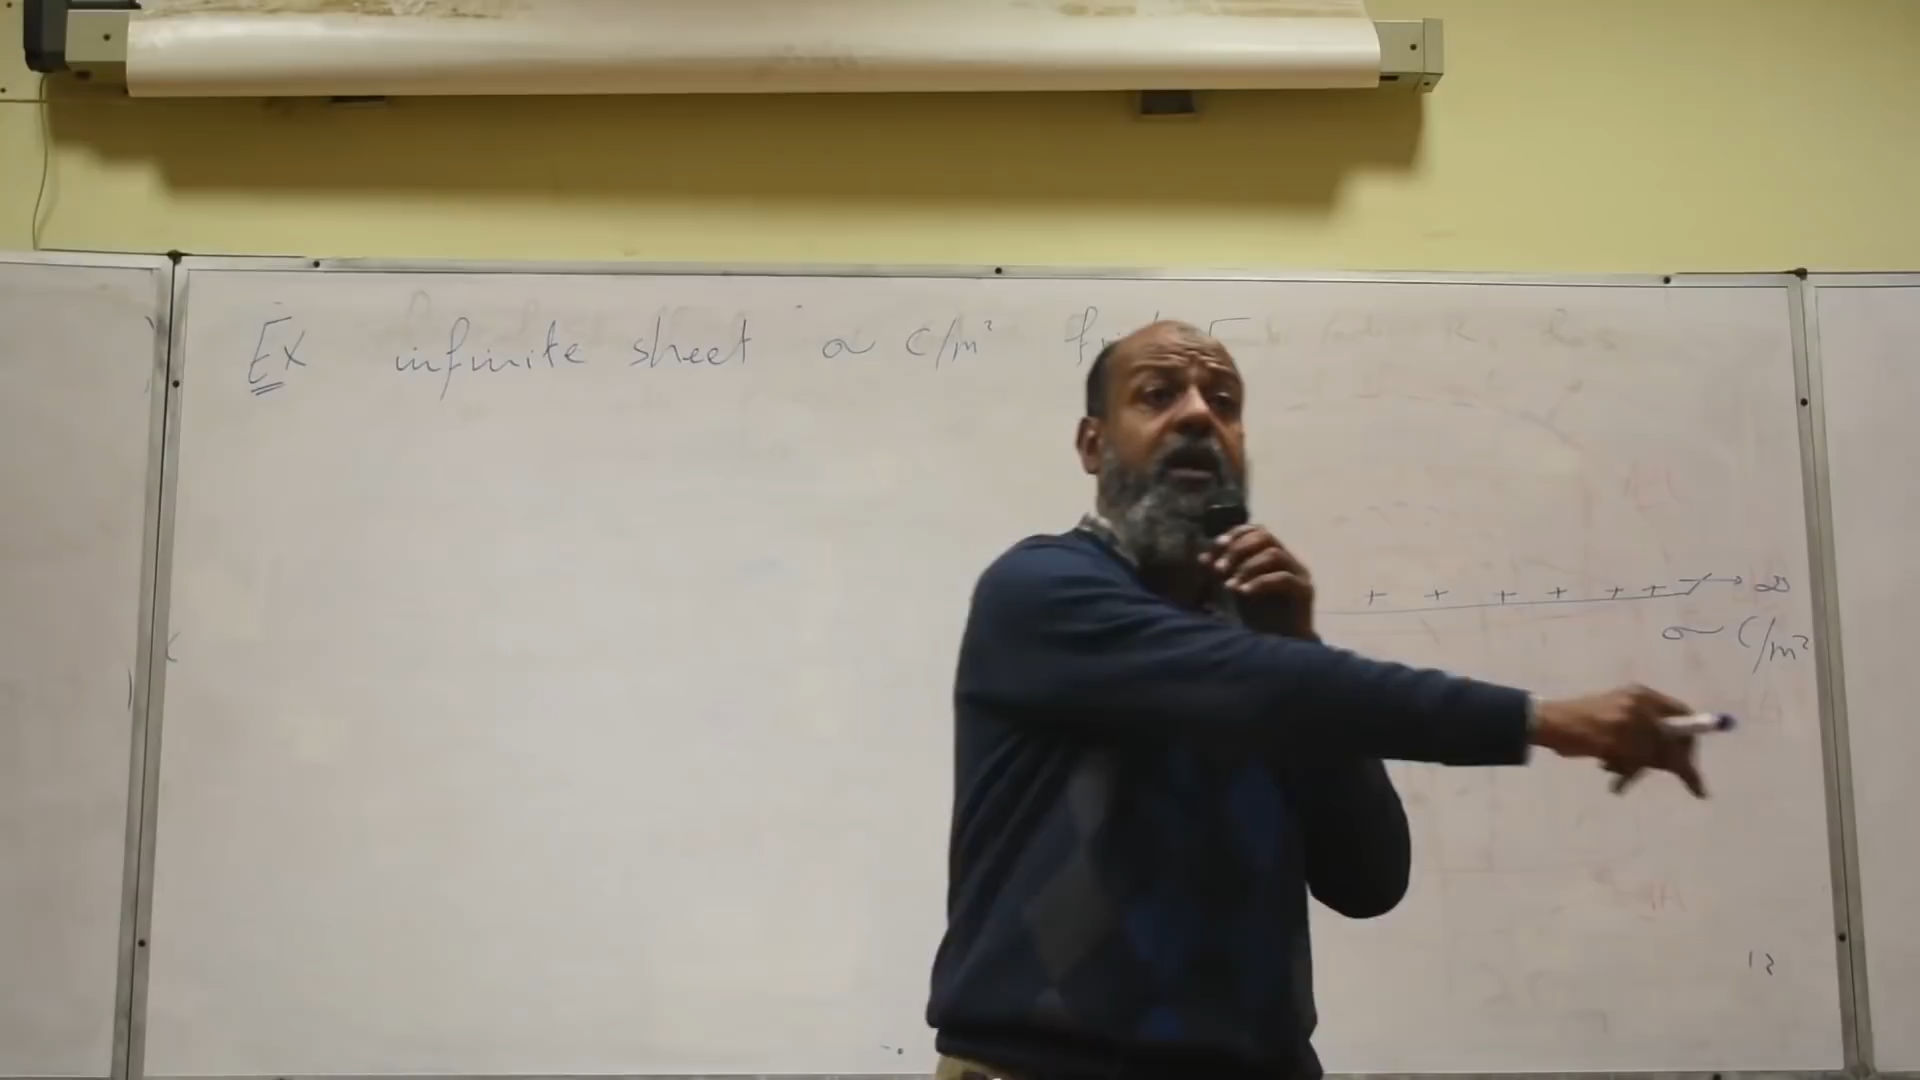 Ex infinite sheet σ C/m²
+ + + + + + → ∞
σ C/m²